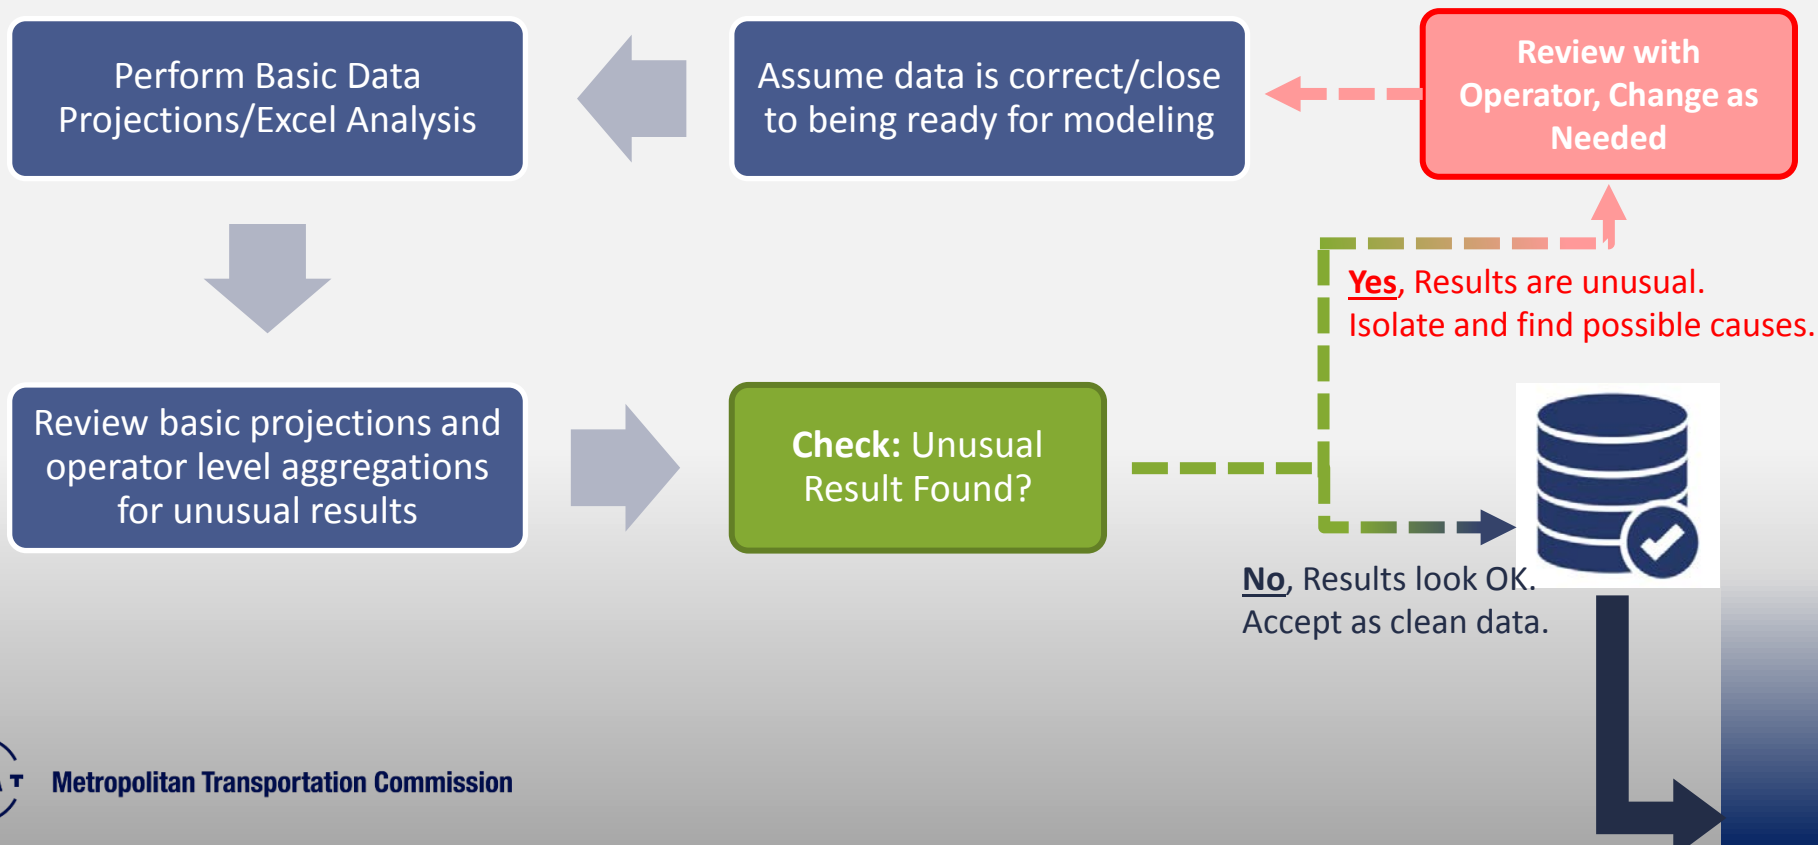 Perform Basic Data
Projections/Excel Analysis
Assume data is correct/close
to being ready for modeling
Review with
Operator, Change as
Needed
Yes, Results are unusual.
Isolate and find possible causes.
Review basic projections and
operator level aggregations
for unusual results
Check: Unusual
Result Found?
No, Results look OK.
Accept as clean data.
Metropolitan Transportation Commission